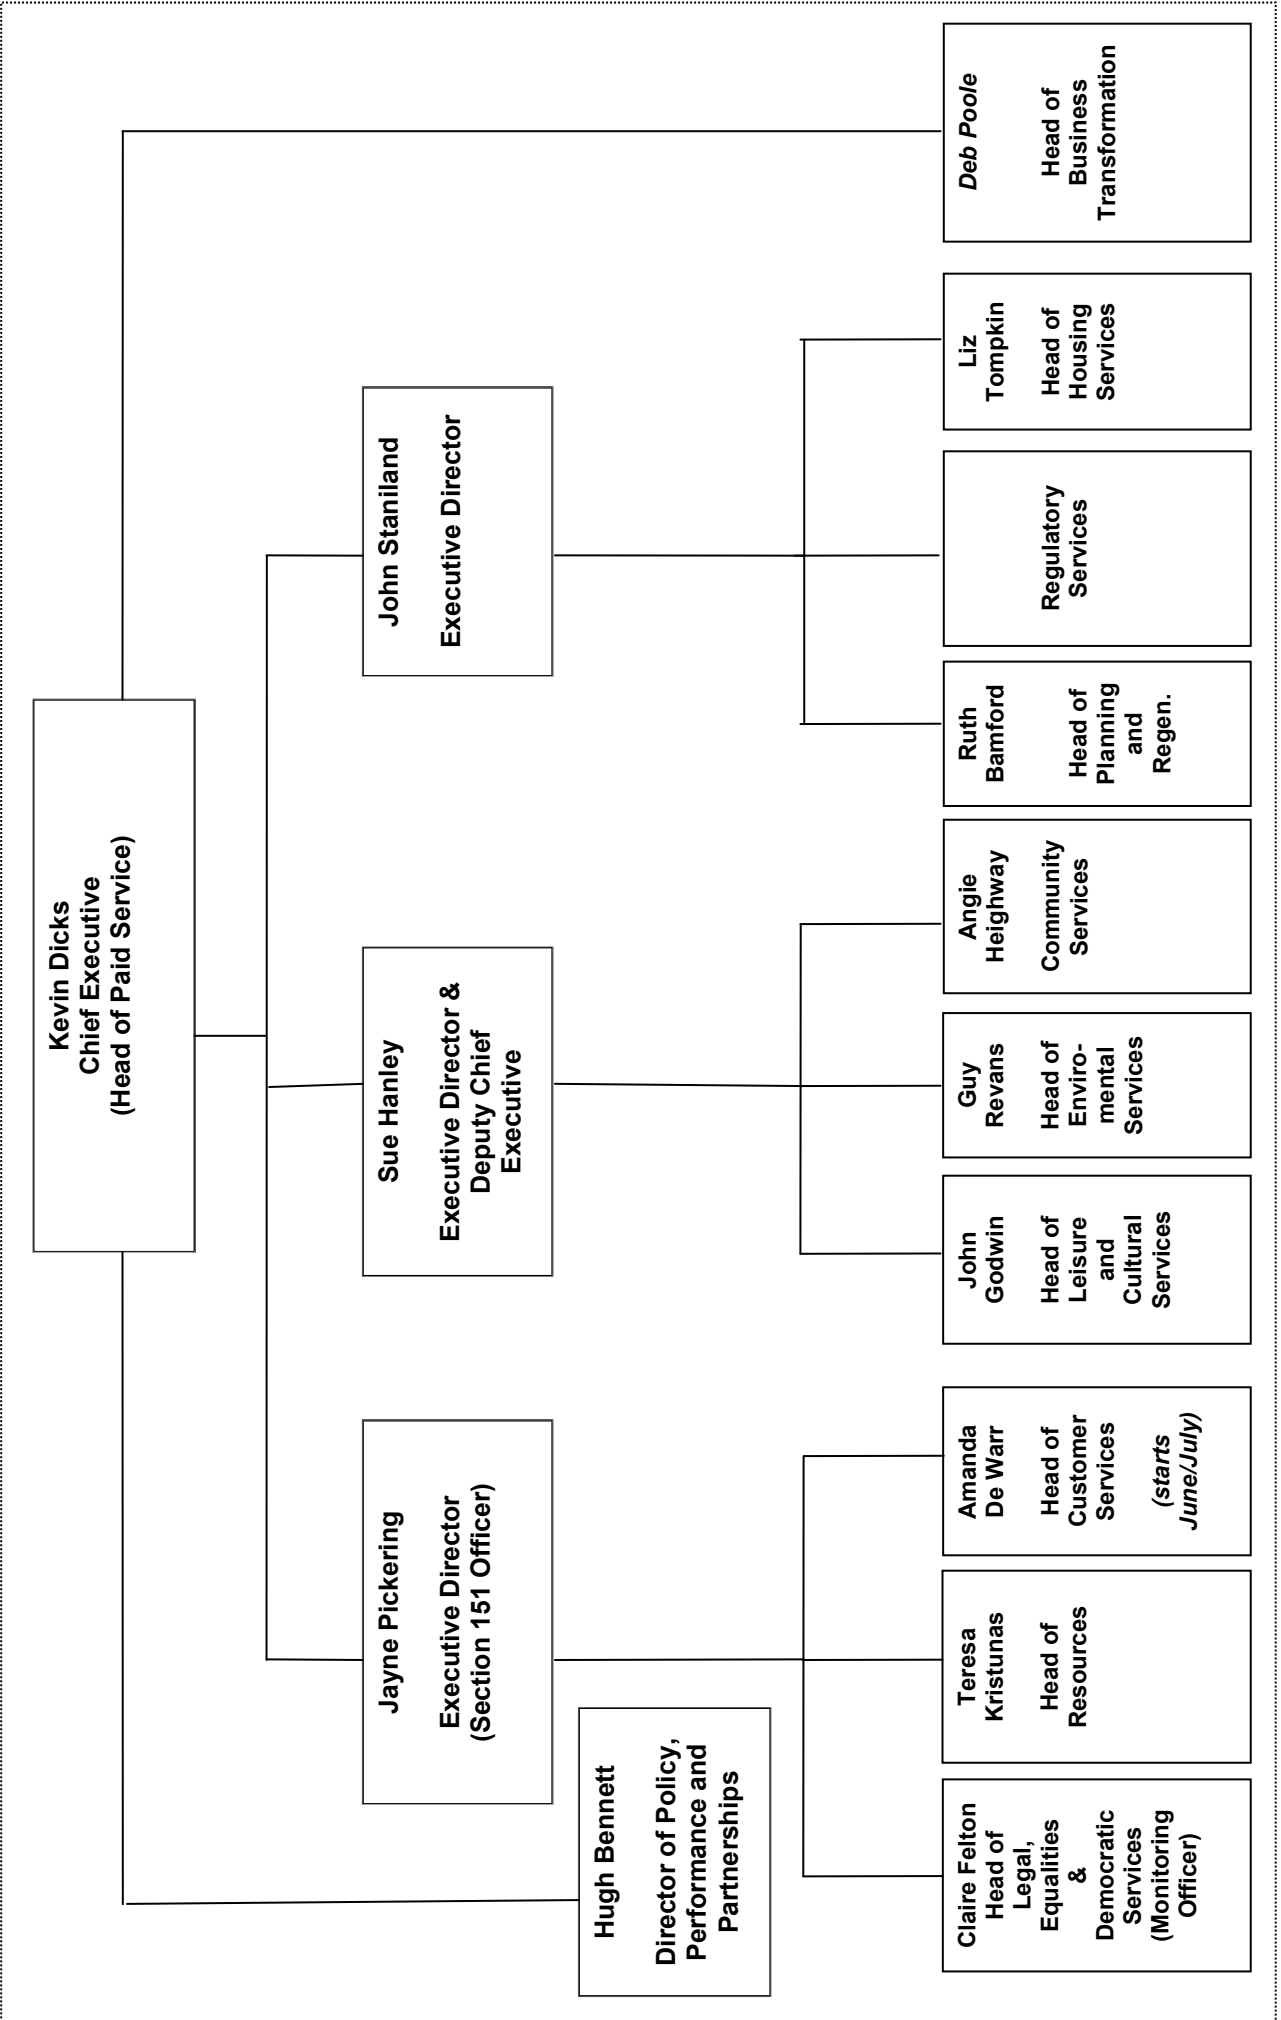 Kevin Dicks
Chief Executive
(Head of Paid Service)
Jayne Pickering
Executive Director
(Section 151 Officer)
Sue Hanley
Executive Director &
Deputy Chief
Executive
John Staniland
Executive Director
Hugh Bennett
Director of Policy,
Performance and
Partnerships
Claire Felton
Head of
Legal,
Equalities
&
Democratic
Services
(Monitoring
Officer)
Teresa
Kristunas
Head of
Resources
Amanda
De Warr
Head of
Customer
Services
(starts
June/July)
John
Godwin
Head of
Leisure
and
Cultural
Services
Guy
Revans
Head of
Enviro-
mental
Services
Angie
Heighway
Community
Services
Ruth
Bamford
Head of
Planning
and
Regen.
Regulatory
Services
Liz
Tompkin
Head of
Housing
Services
Deb Poole
Head of
Business
Transformation